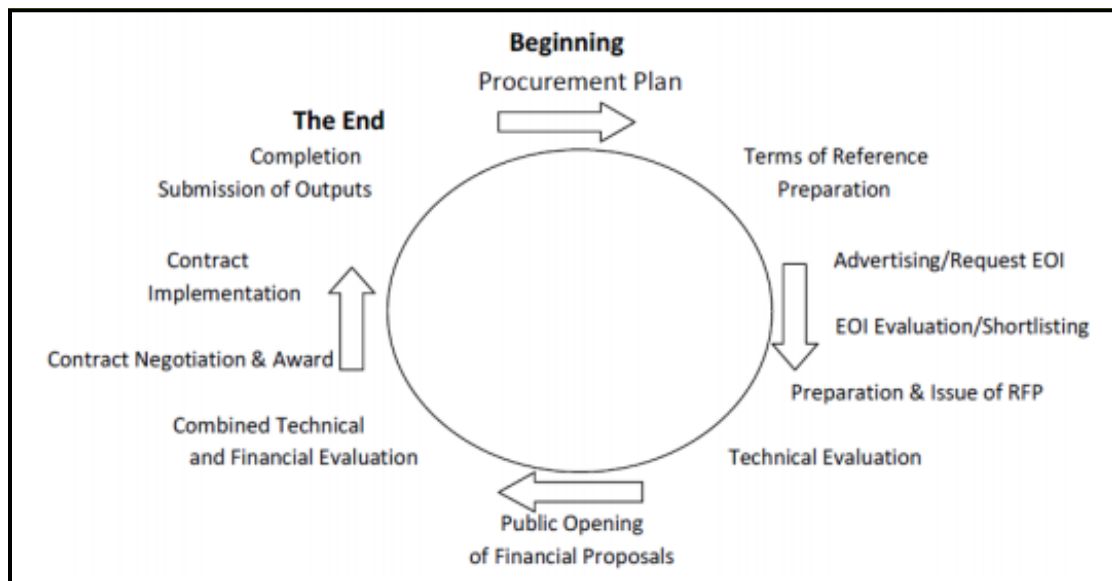 Beginning
Procurement Plan
The End
Completion
Submission of Outputs
Terms of Reference
Preparation
Contract
Implementation
Advertising/Request EOI
EOI Evaluation/Shortlisting
Contract Negotiation & Award
Preparation & Issue of RFP
Combined Technical
and Financial Evaluation
Technical Evaluation
Public Opening
of Financial Proposals